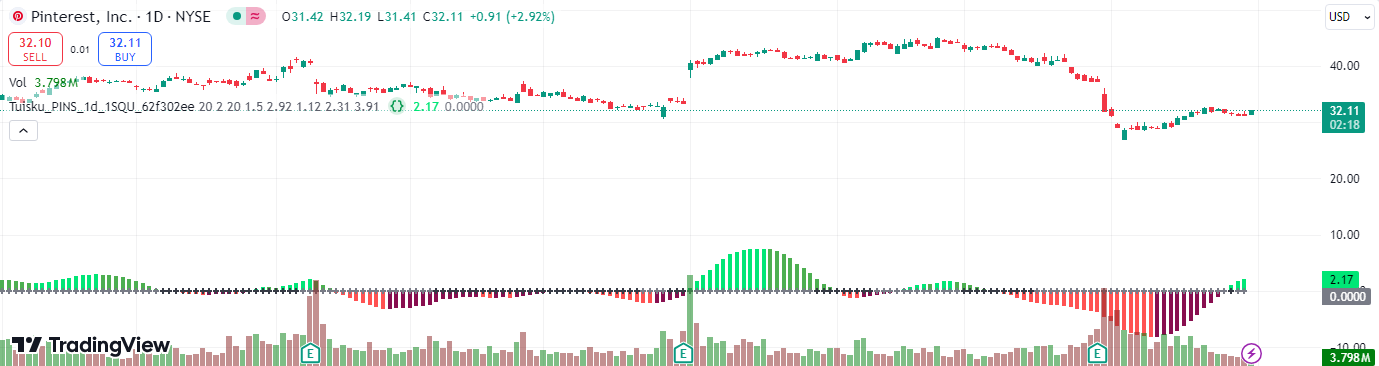 Pinterest, Inc. · 1D · NYSE O31.42 H32.19 L31.41 C32.11 +0.91 (+2.92%)
USD
32.10 SELL
0.01
32.11 BUY
Vol 3.798M
Tuisku_PINS_1d_1SQU_62f302ee 20 2 20 1.5 2.92 1.12 2.31 3.91 {} 2.17 0.0000
40.00
32.11
02:18
20.00
10.00
2.17
0.0000
-10.00
3.798M
E
E
E
TradingView